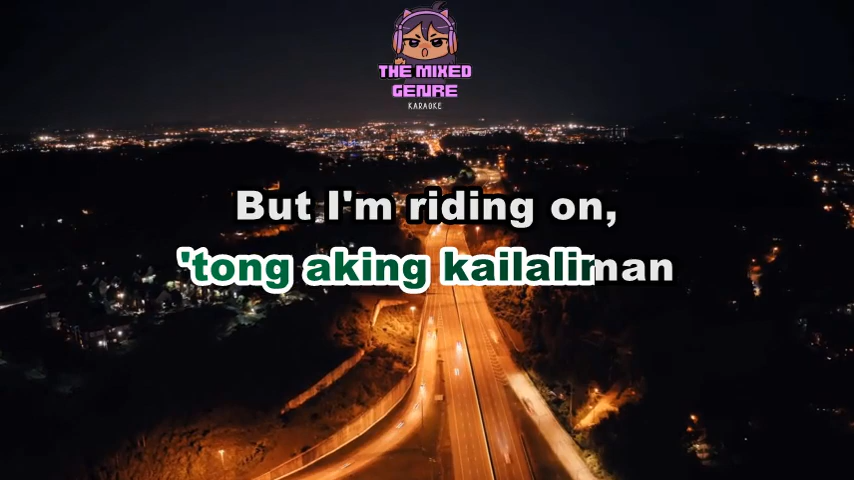 THE MIXED
GENRE
KARAOKE
But I'm riding on,
'tong aking kailaliman